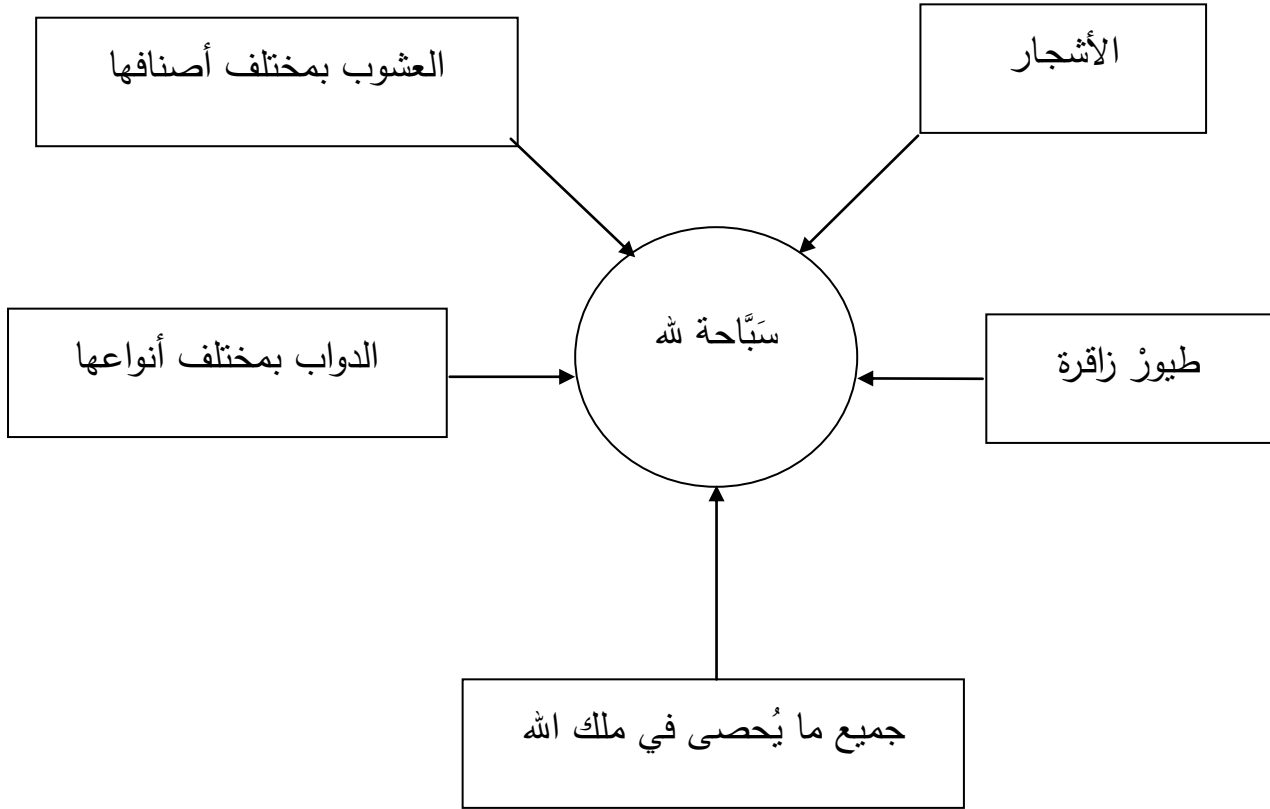 الأشجار
العشوب بمختلف أصنافها
سَبَّاحة لله
طيورْ زاقرة
الدواب بمختلف أنواعها
جميع ما يُحصى في ملك الله